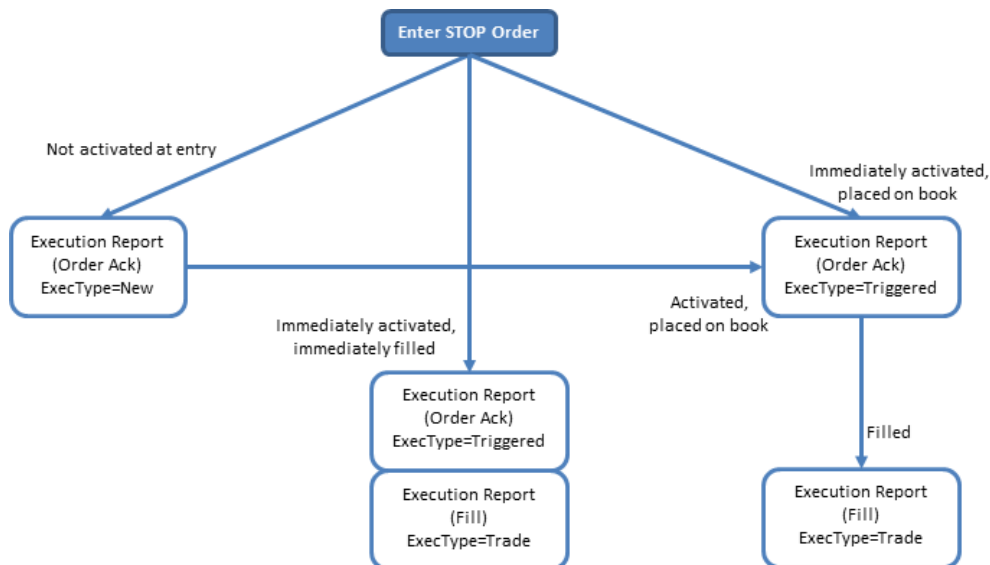 Enter STOP Order
Not activated at entry
Immediately activated,
placed on book
Execution Report
(Order Ack)
ExecType=New
Execution Report
(Order Ack)
ExecType=Triggered
Activated,
placed on book
Immediately activated,
immediately filled
Execution Report
(Order Ack)
ExecType=Triggered
Filled
Execution Report
(Fill)
ExecType=Trade
Execution Report
(Fill)
ExecType=Trade